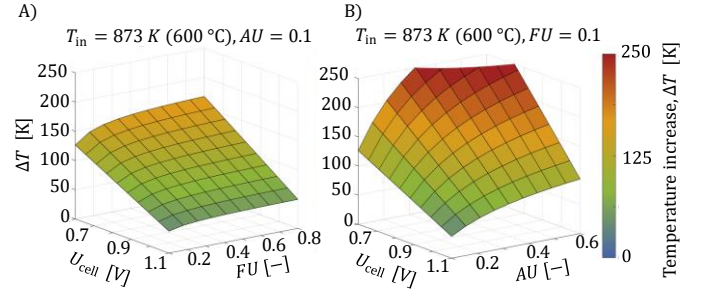 A)
T_in = 873 K (600 °C), AU = 0.1
250
200
150
100
50
0
ΔT [K]
0.7
0.9
1.1
U_cell [V]
0.2
0.4
0.6
0.8
FU [−]
B)
T_in = 873 K (600 °C), FU = 0.1
250
200
150
100
50
0
0.7
0.9
1.1
U_cell [V]
0.2
0.4
0.6
AU [−]
250
125
0
Temperature increase, ΔT [K]